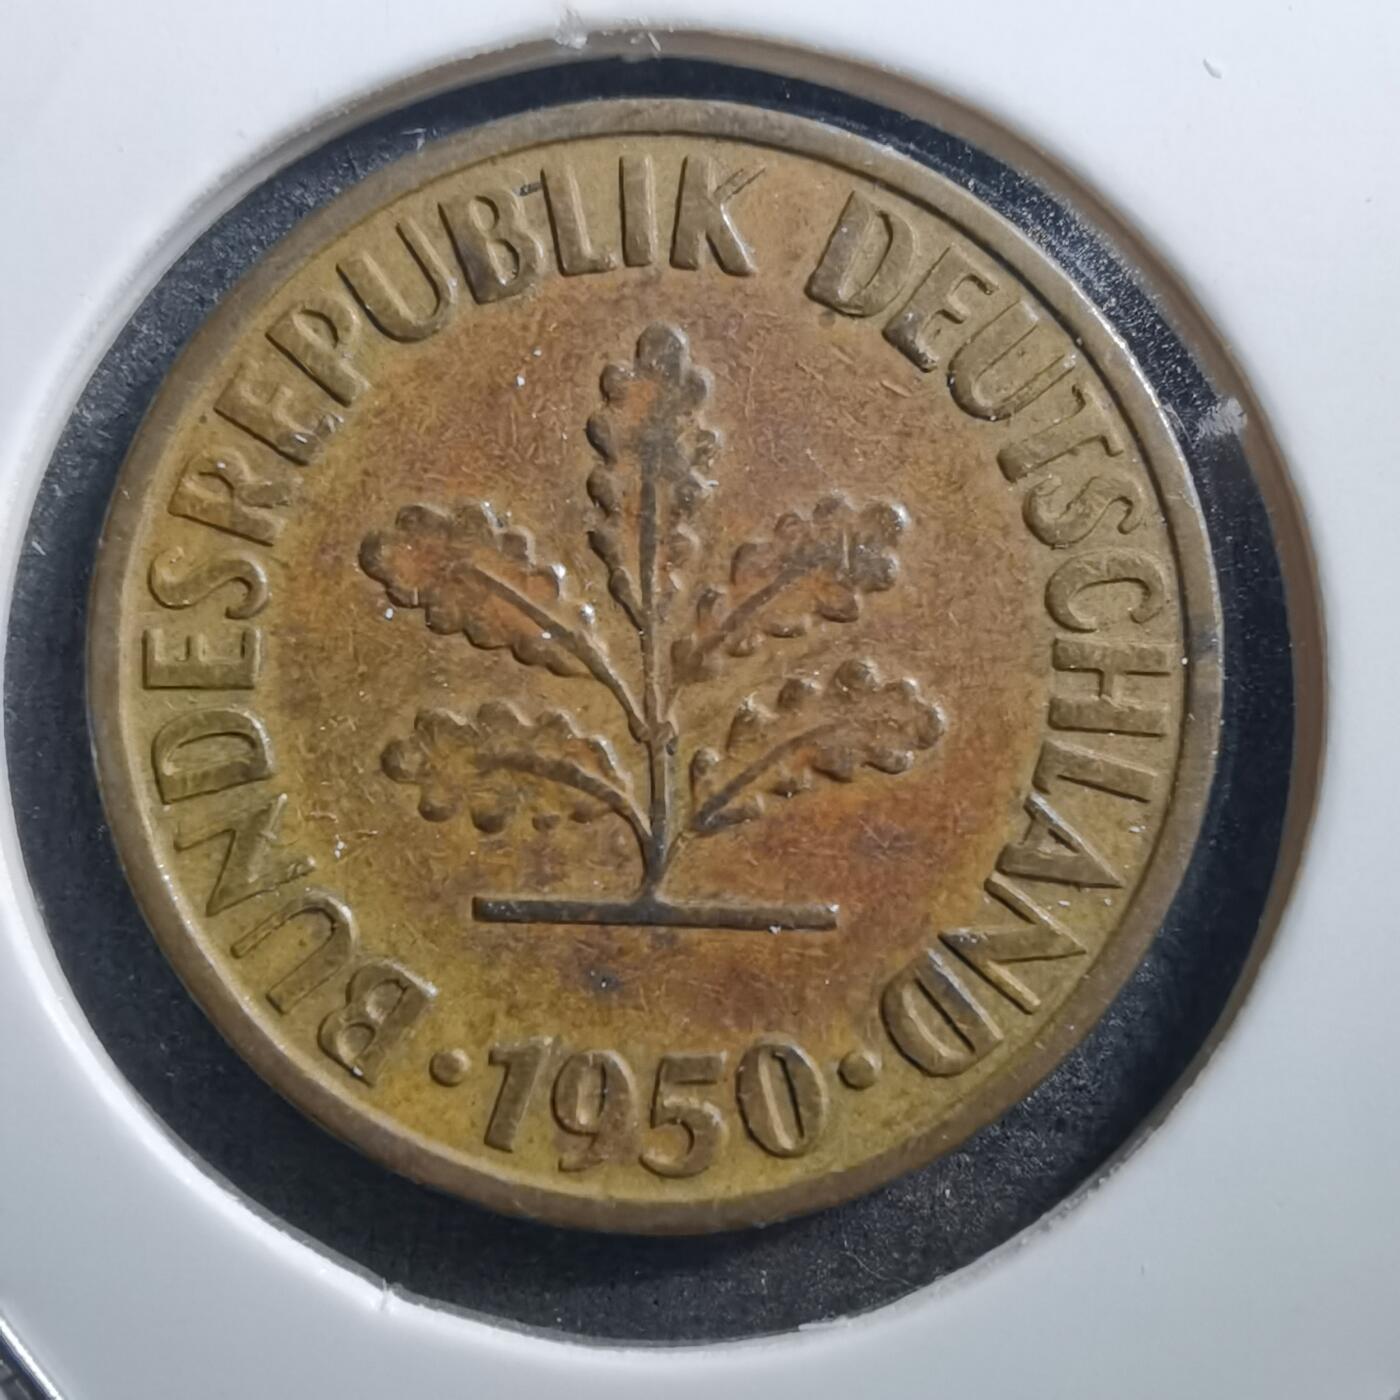 BUNDESREPUBLIK DEUTSCHLAND
· 1950 ·